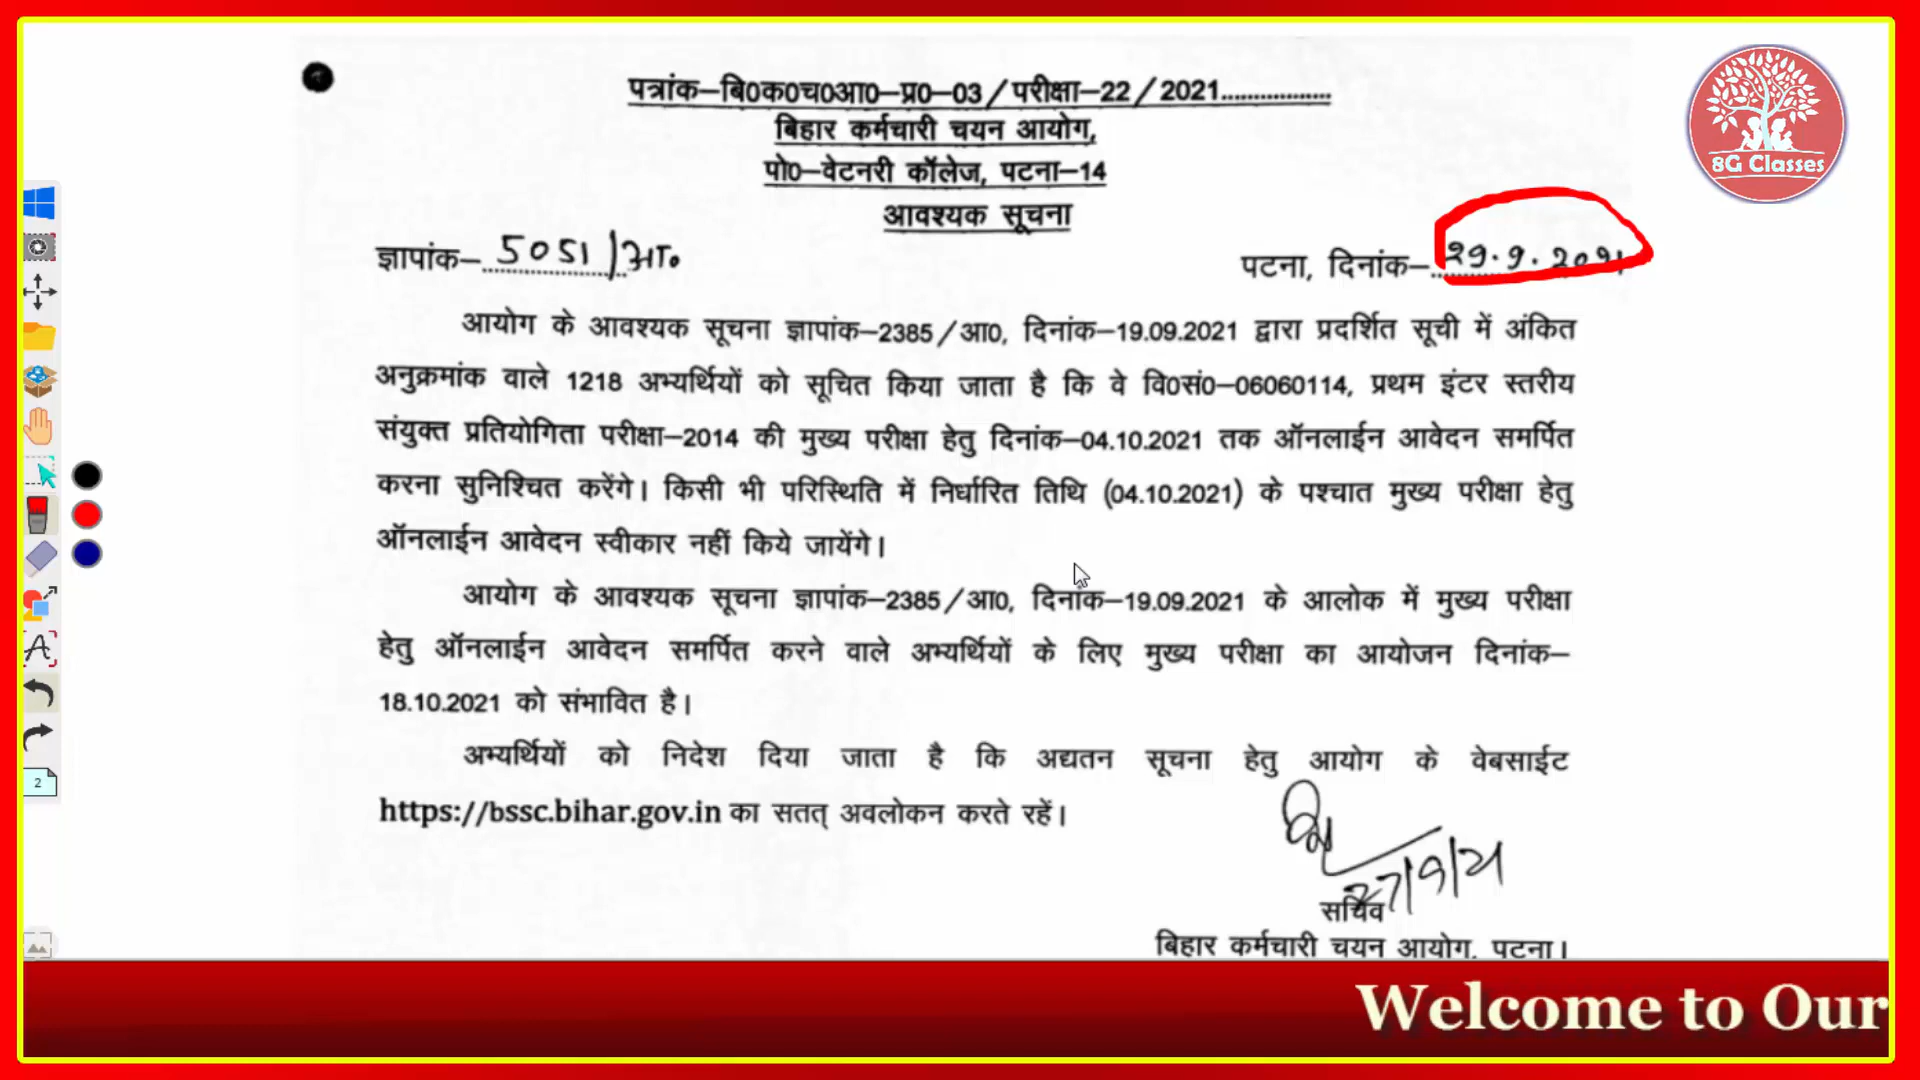 पत्रांक–बि0क0च0आ0–प्र0–03/परीक्षा–22/2021.................
बिहार कर्मचारी चयन आयोग,
पो0–वेटनरी कॉलेज, पटना–14
आवश्यक सूचना
8G Classes
ज्ञापांक– 5051/आ0
पटना, दिनांक– 29.9.2021
आयोग के आवश्यक सूचना ज्ञापांक–2385/आ0, दिनांक–19.09.2021 द्वारा प्रदर्शित सूची में अंकित
अनुक्रमांक वाले 1218 अभ्यर्थियों को सूचित किया जाता है कि वे वि0सं0–06060114, प्रथम इंटर स्तरीय
संयुक्त प्रतियोगिता परीक्षा–2014 की मुख्य परीक्षा हेतु दिनांक–04.10.2021 तक ऑनलाईन आवेदन समर्पित
करना सुनिश्चित करेंगे। किसी भी परिस्थिति में निर्धारित तिथि (04.10.2021) के पश्चात मुख्य परीक्षा हेतु
ऑनलाईन आवेदन स्वीकार नहीं किये जायेंगे।
आयोग के आवश्यक सूचना ज्ञापांक–2385/आ0, दिनांक–19.09.2021 के आलोक में मुख्य परीक्षा
हेतु ऑनलाईन आवेदन समर्पित करने वाले अभ्यर्थियों के लिए मुख्य परीक्षा का आयोजन दिनांक–
18.10.2021 को संभावित है।
अभ्यर्थियों को निदेश दिया जाता है कि अद्यतन सूचना हेतु आयोग के वेबसाईट
https://bssc.bihar.gov.in का सतत् अवलोकन करते रहें।
27/9/21
सचिव
बिहार कर्मचारी चयन आयोग, पटना।
2
Welcome to Our